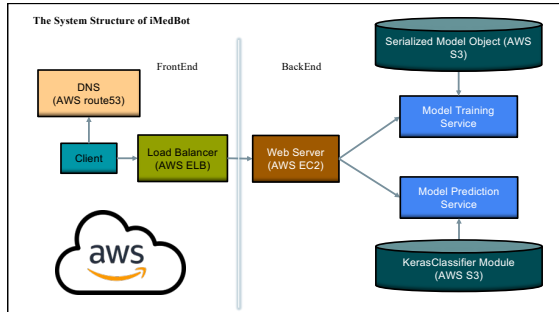 The System Structure of iMedBot
Serialized Model Object (AWS
S3)
FrontEnd
BackEnd
DNS
(AWS route53)
Model Training
Service
Client
Load Balancer
(AWS ELB)
Web Server
(AWS EC2)
Model Prediction
Service
aws
KerasClassifier Module
(AWS S3)